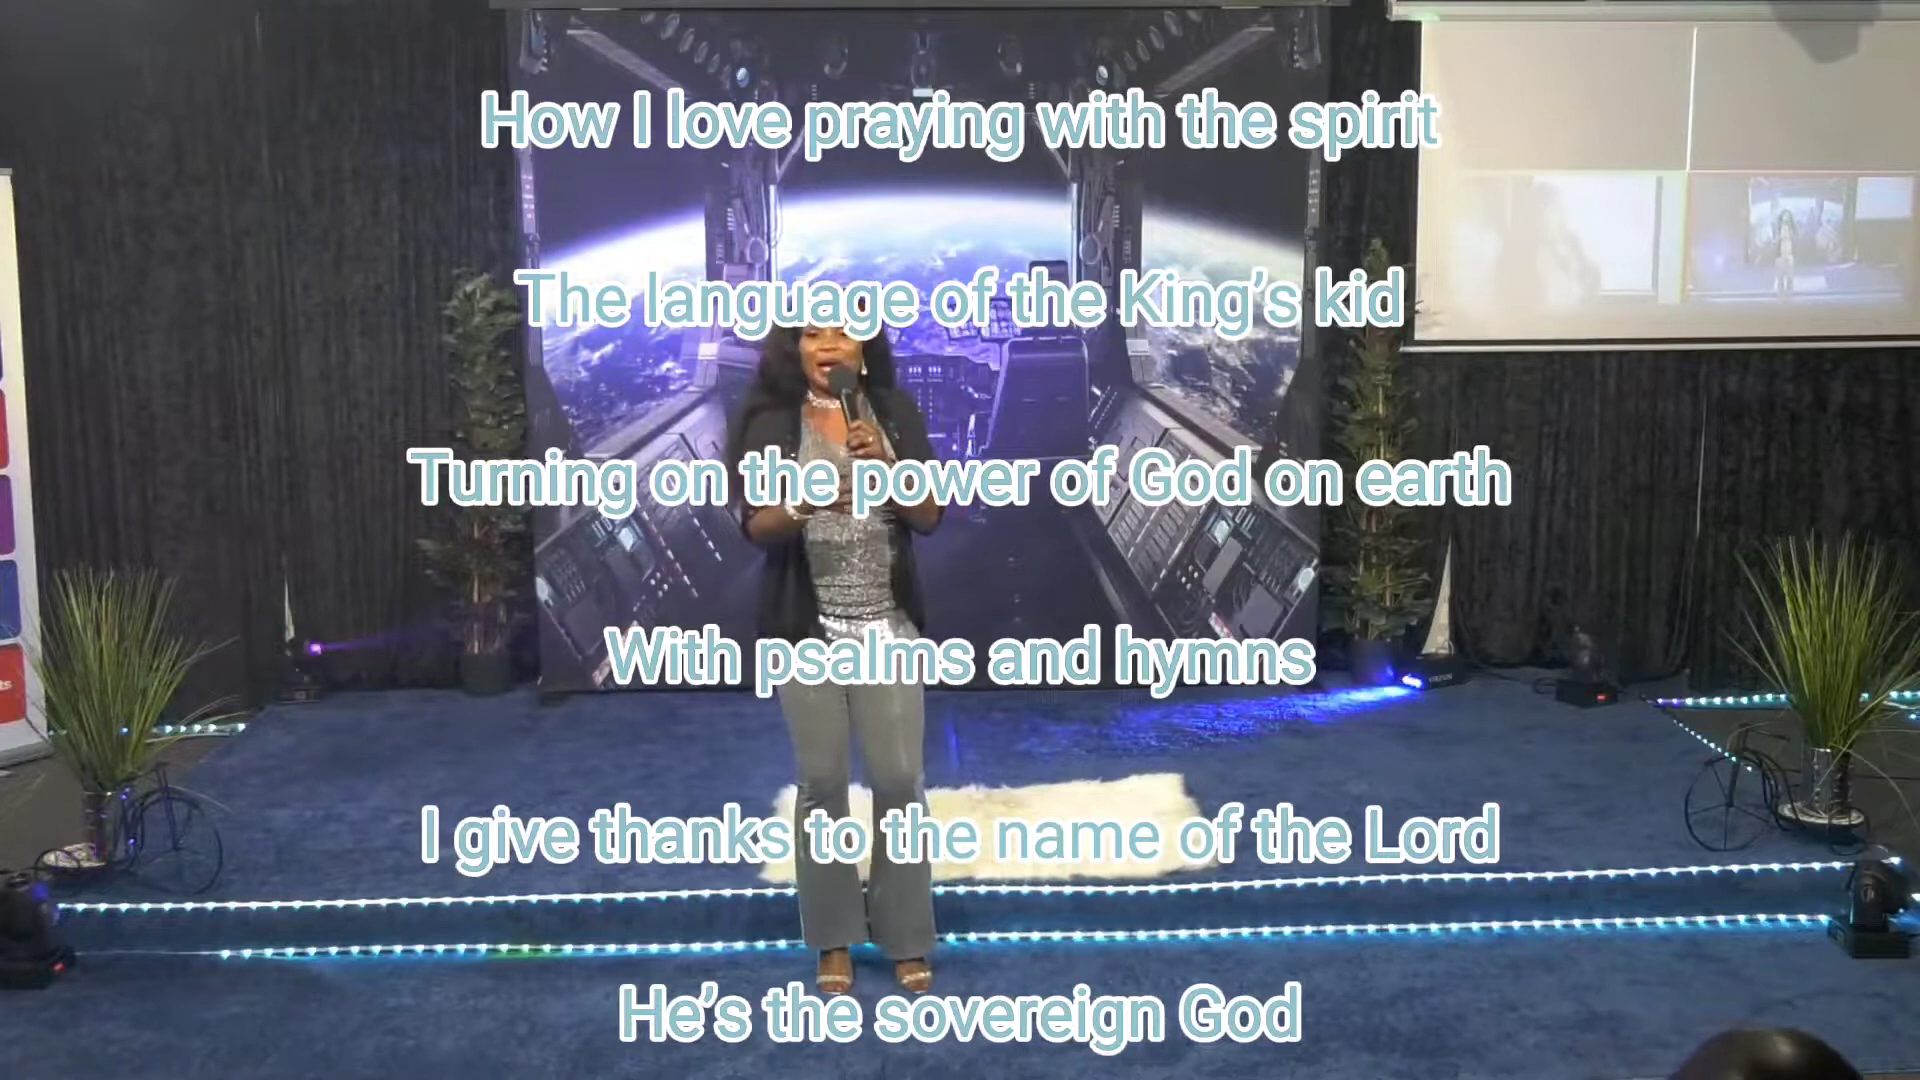 How I love praying with the spirit
The language of the King’s kid
Turning on the power of God on earth
With psalms and hymns
I give thanks to the name of the Lord
He’s the sovereign God